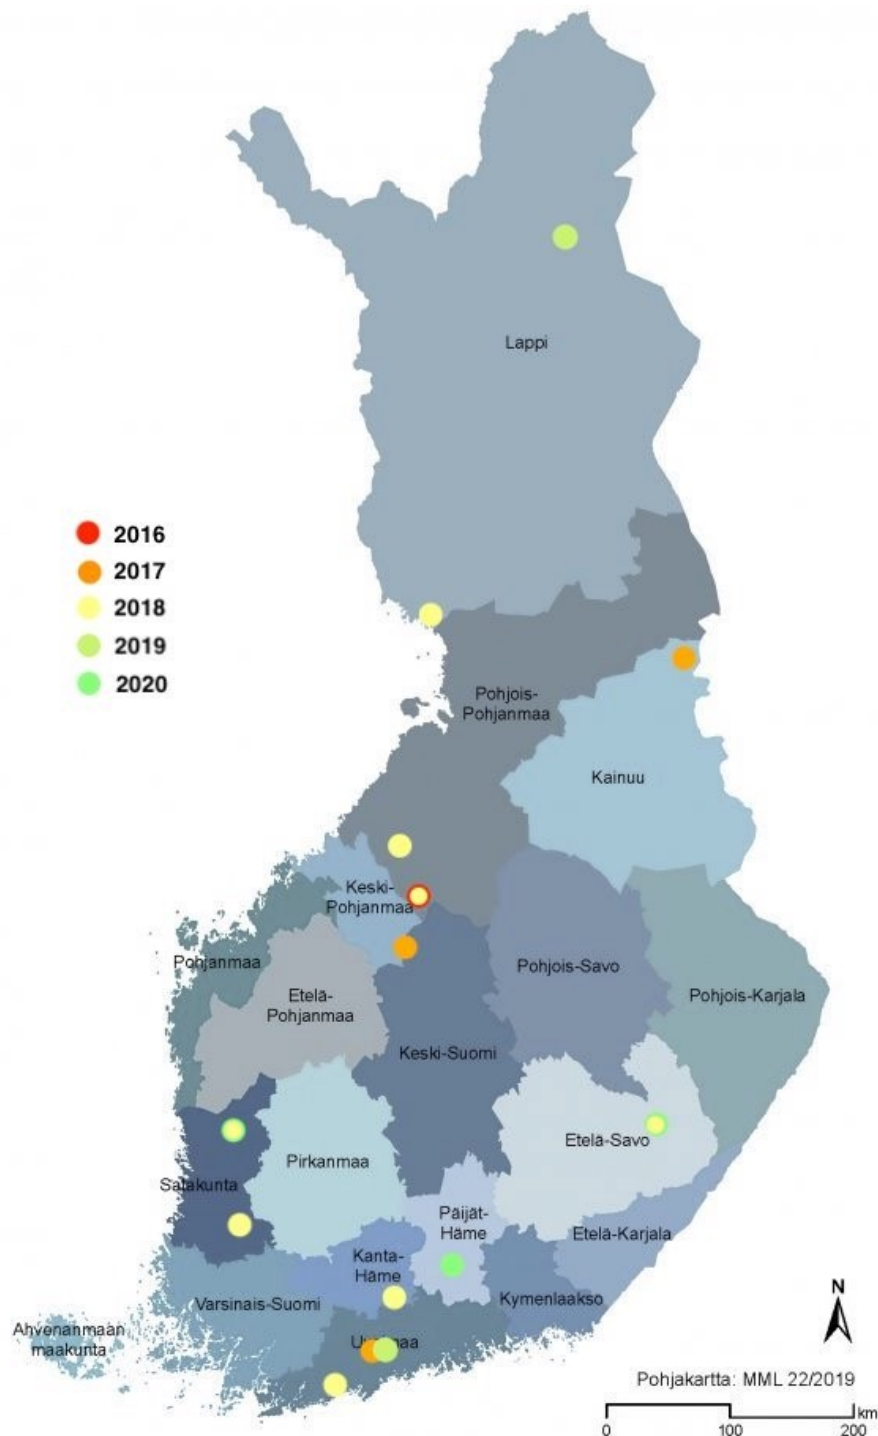 Lappi
2016
2017
2018
2019
2020
Pohjois-
Pohjanmaa
Kainuu
Keski-
Pohjanmaa
Pohjanmaa
Pohjois-Savo
Etelä-
Pohjanmaa
Pohjois-Karjala
Keski-Suomi
Etelä-Savo
Pirkanmaa
Satakunta
Päijät-
Häme
Etelä-Karjala
Kanta-
Häme
Kymenlaakso
Varsinais-Suomi
Ahvenanmaan
maakunta
N
Pohjakartta: MML 22/2019
km
0 100 200